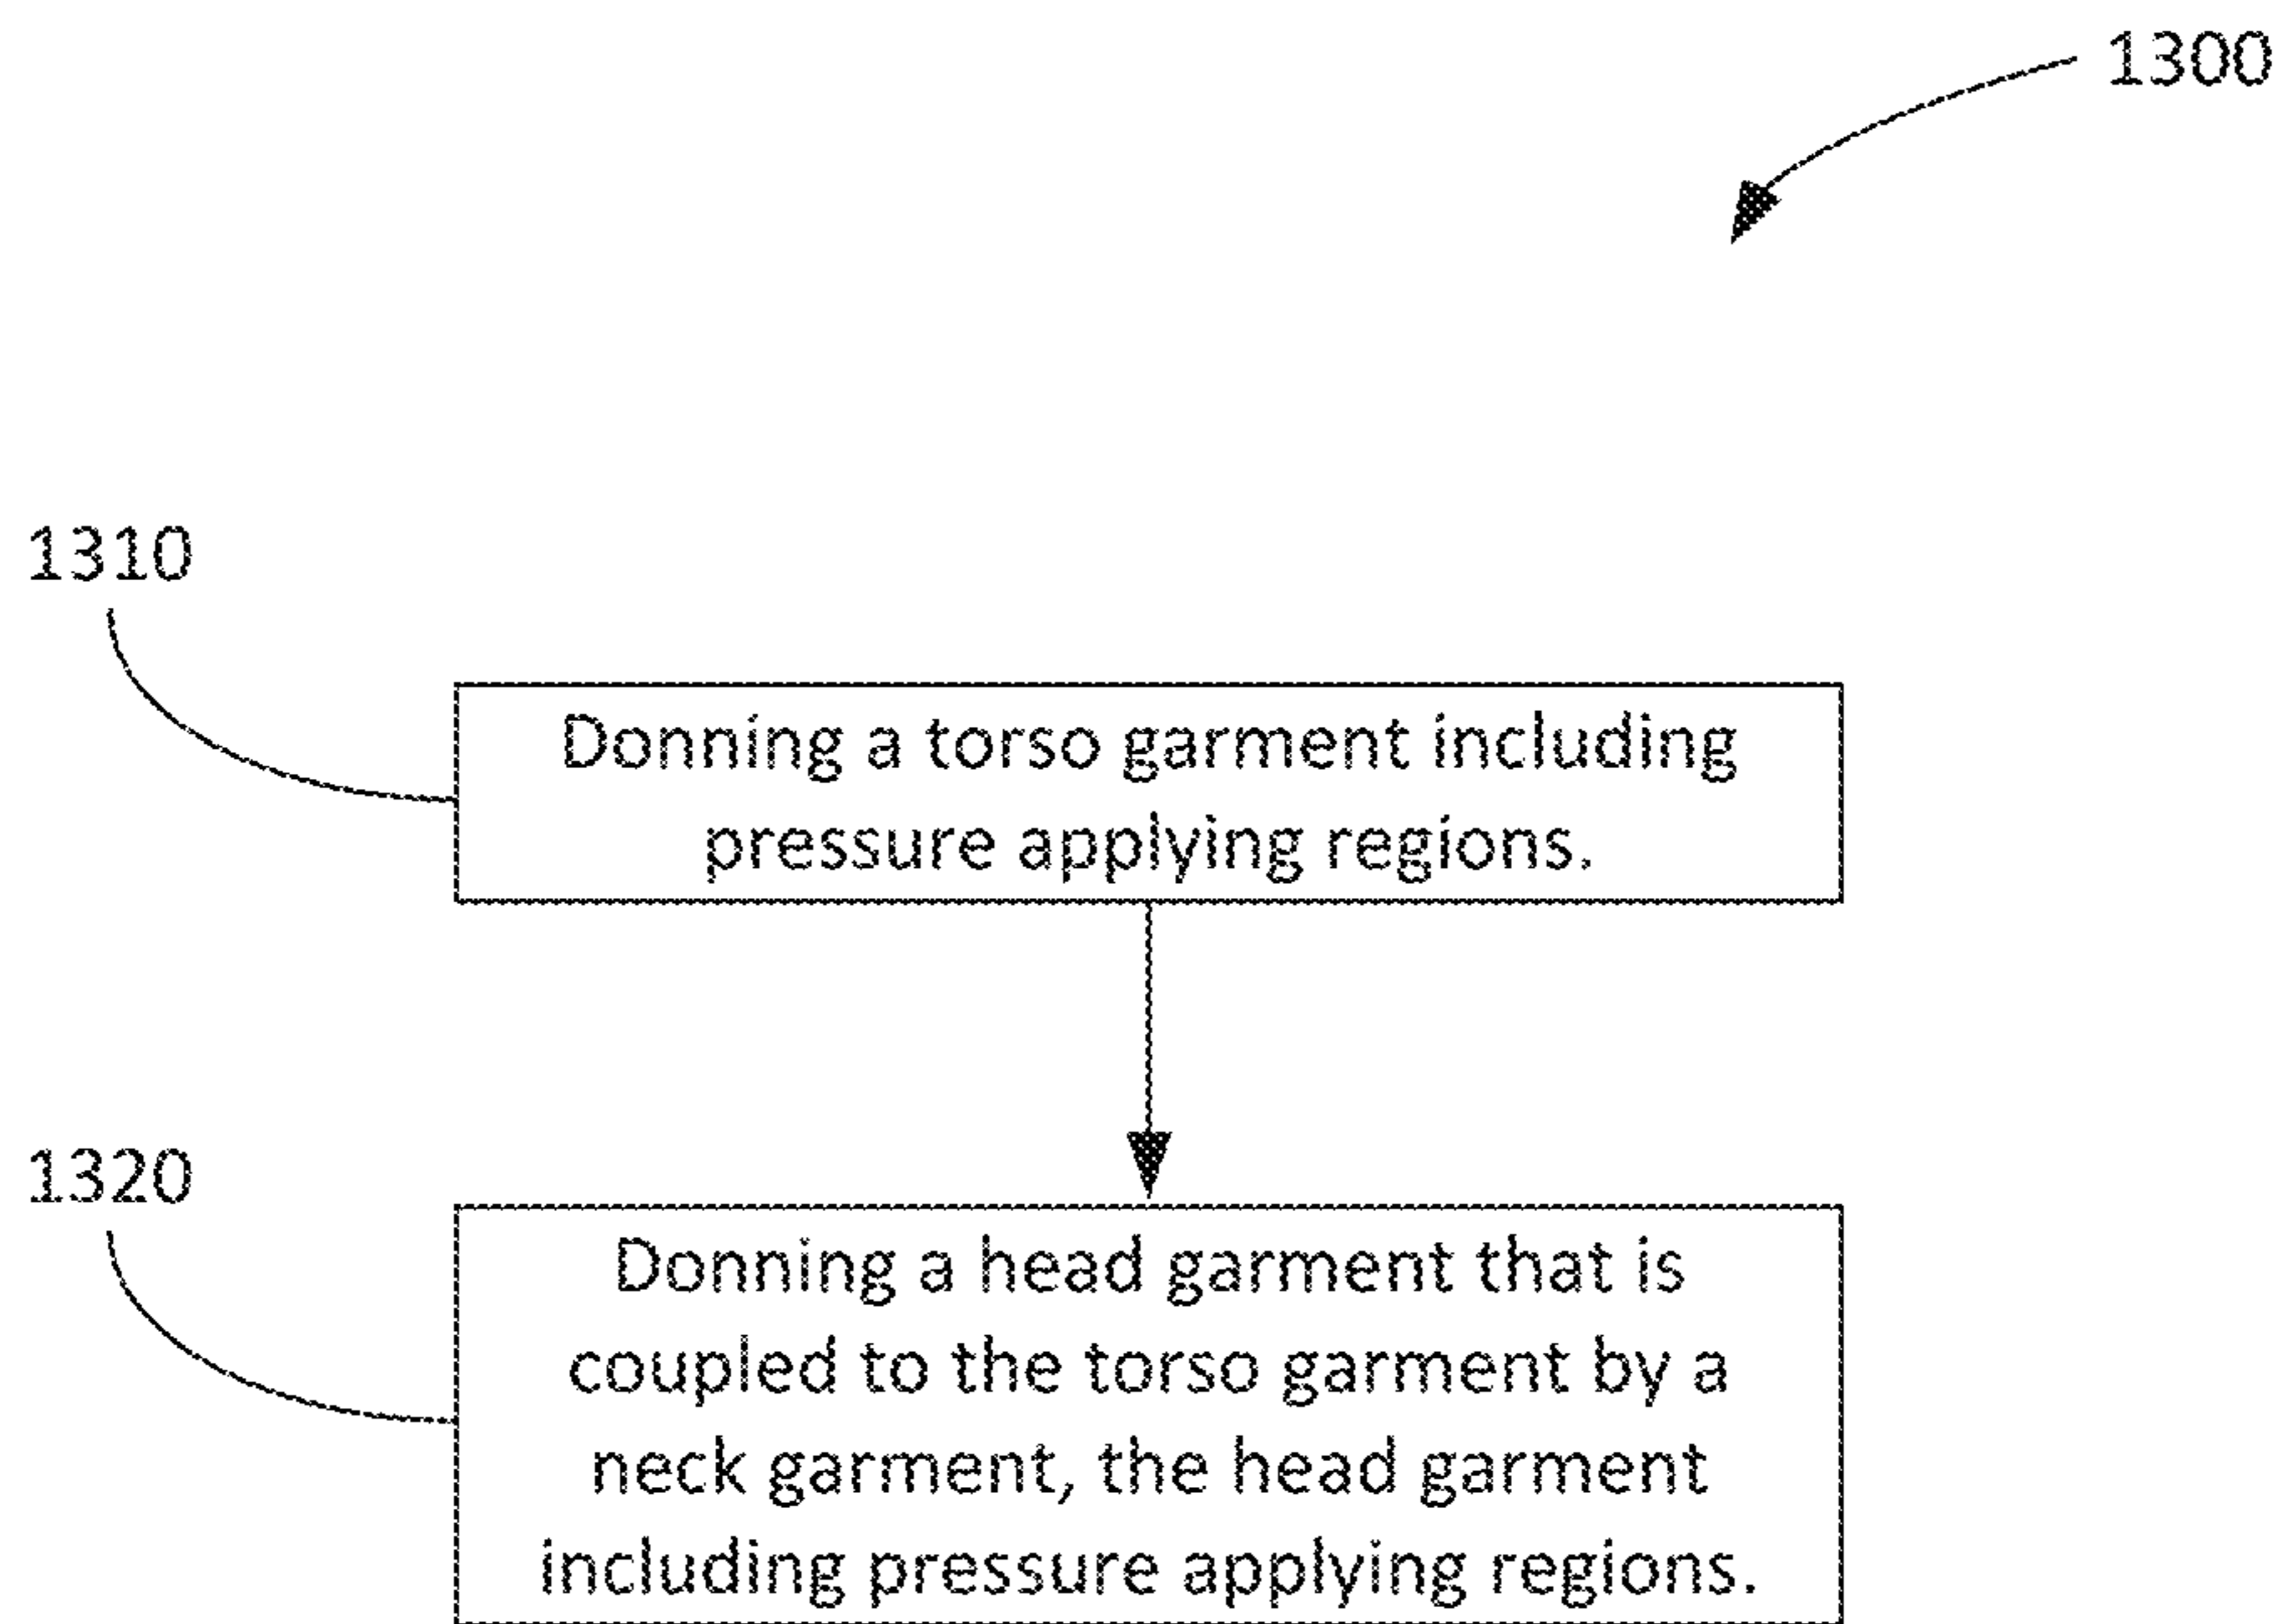 1300
1310
Donning a torso garment including
pressure applying regions.
1320
Donning a head garment that is
coupled to the torso garment by a
neck garment, the head garment
including pressure applying regions.